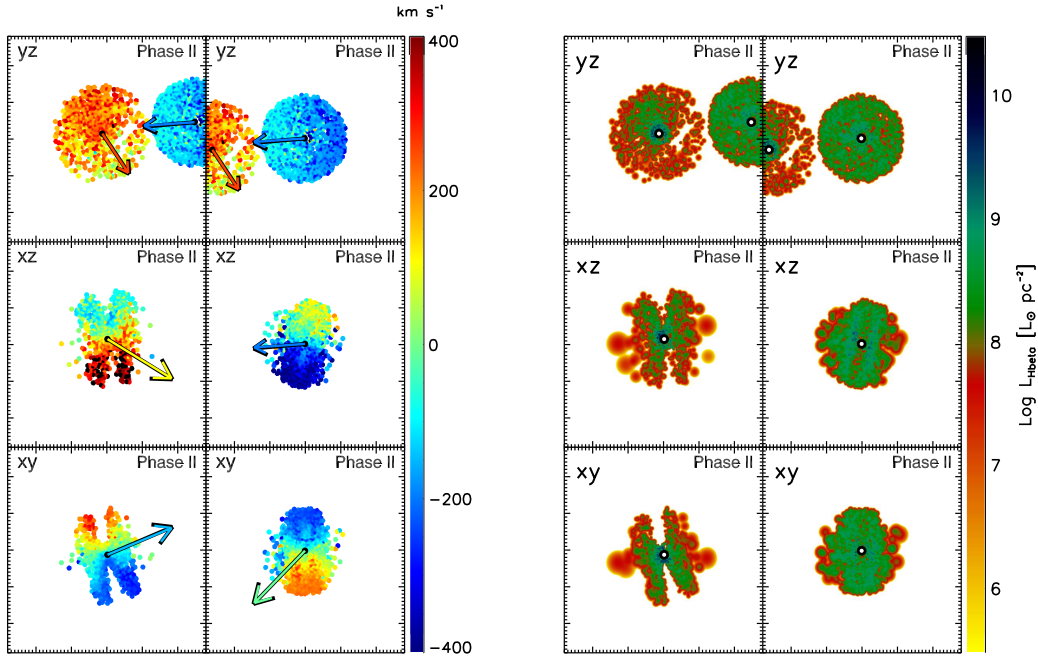 km s⁻¹
yz Phase II yz Phase II
400
200
0
−200
−400
xz Phase II xz Phase II
xy Phase II xy Phase II
yz Phase II yz Phase II
xz Phase II xz Phase II
xy Phase II xy Phase II
10
9
8
7
6
Log L_Hbeto [L⊙ pc⁻²]